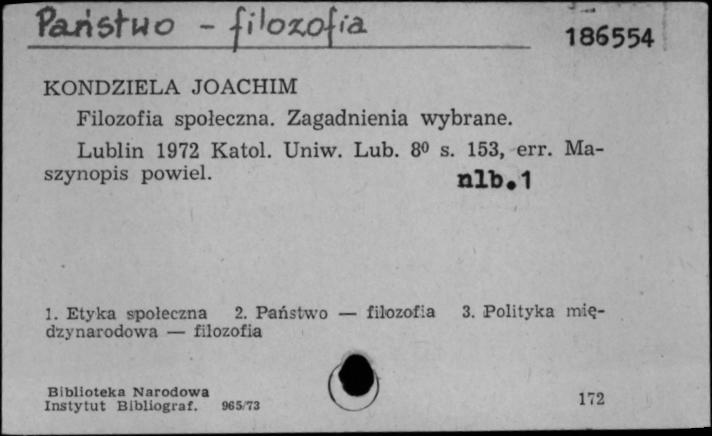 Państwo - filozofia
186554
KONDZIELA JOACHIM
Filozofia społeczna. Zagadnienia wybrane.
Lublin 1972 Katol. Uniw. Lub. 8⁰ s. 153, err. Ma-
szynopis powiel.
nlb.1
1. Etyka społeczna 2. Państwo — filozofia 3. Polityka mię-
dzynarodowa — filozofia
Biblioteka Narodowa
Instytut Bibliograf. 965/73
172